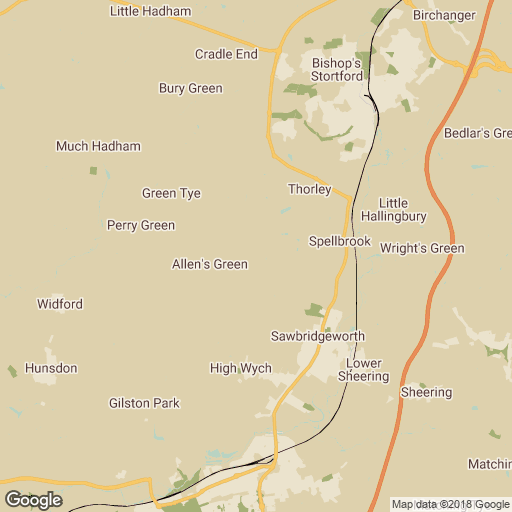 Little Hadham
Birchanger
Cradle End
Bishop's
Stortford
Bury Green
Bedlar's Gre
Much Hadham
Green Tye
Thorley
Little
Hallingbury
Perry Green
Spellbrook
Wright's Green
Allen's Green
Widford
Sawbridgeworth
Hunsdon
High Wych
Lower
Sheering
Sheering
Gilston Park
Matchin
Google
Map data ©2018 Google